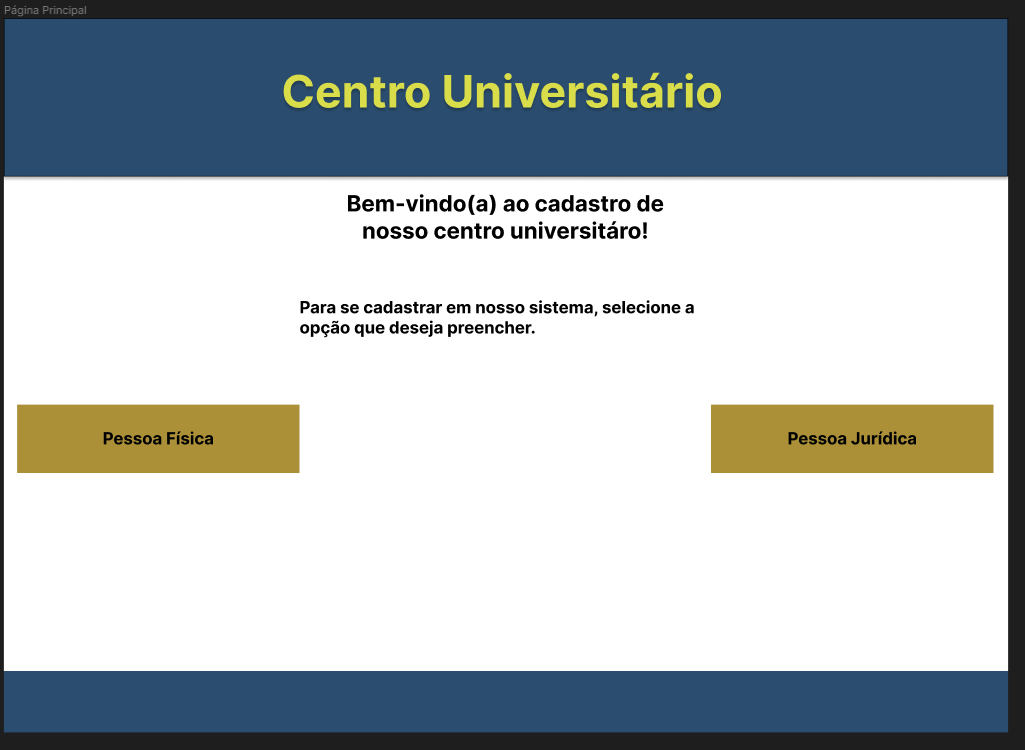 Página Principal
Centro Universitário
Bem-vindo(a) ao cadastro de
nosso centro universitáro!
Para se cadastrar em nosso sistema, selecione a
opção que deseja preencher.
Pessoa Física
Pessoa Jurídica